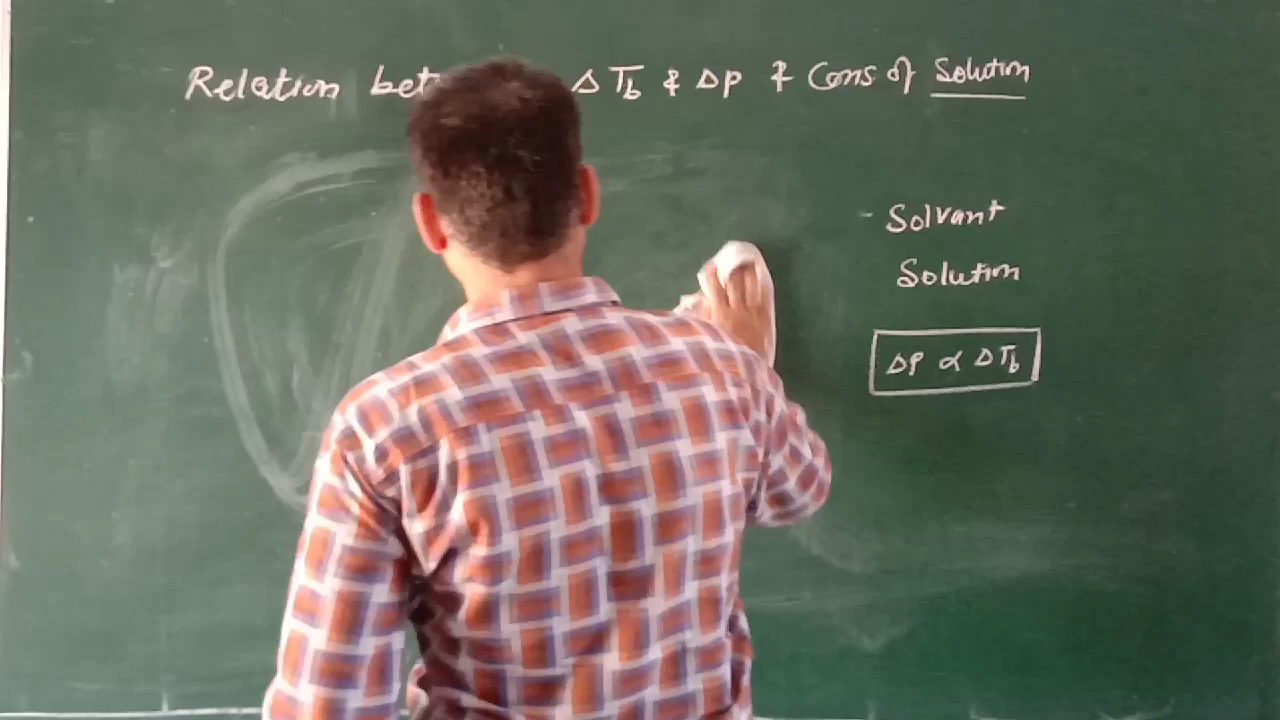 Relation bet ΔTb & ΔP & Cons of Solution
Solvant
Solution
ΔP ∝ ΔTb